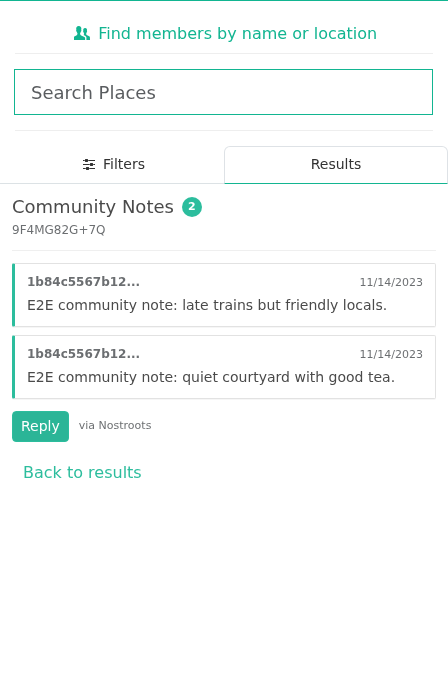 Find members by name or location
Search Places
Filters
Results
Community Notes 2
9F4MG82G+7Q
1b84c5567b12... 11/14/2023
E2E community note: late trains but friendly locals.
1b84c5567b12... 11/14/2023
E2E community note: quiet courtyard with good tea.
Reply via Nostroots
Back to results